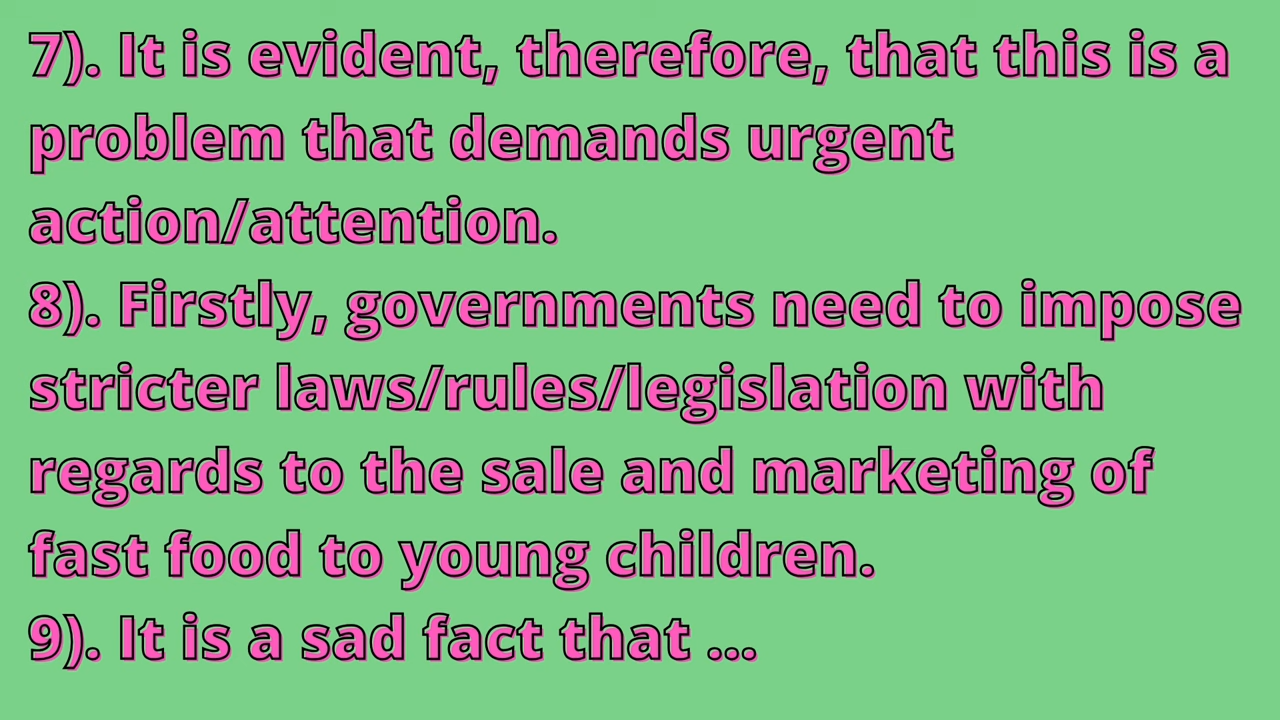 7). It is evident, therefore, that this is a
problem that demands urgent
action/attention.
8). Firstly, governments need to impose
stricter laws/rules/legislation with
regards to the sale and marketing of
fast food to young children.
9). It is a sad fact that ...